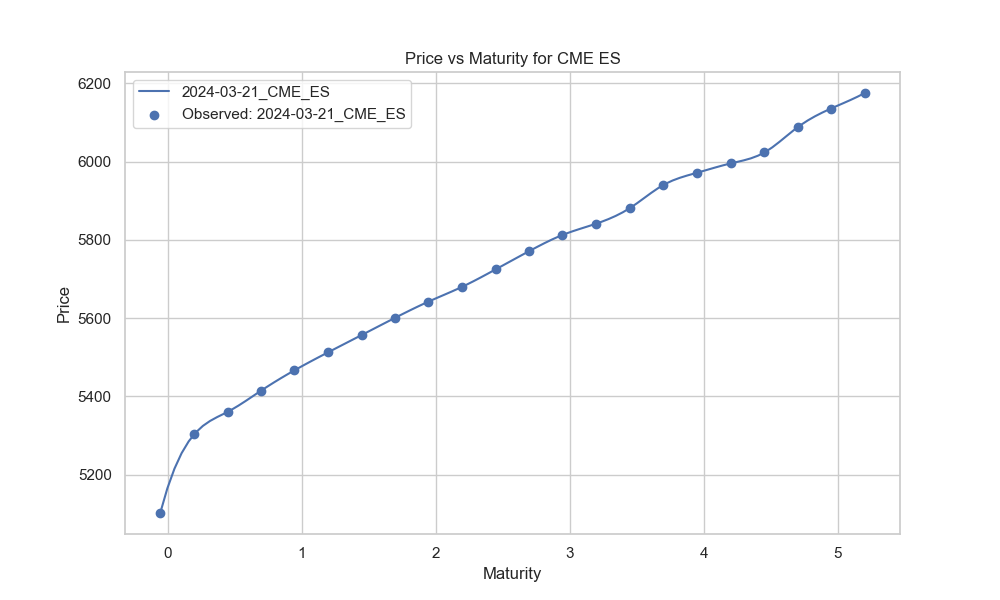 Price vs Maturity for CME ES
2024-03-21_CME_ES
Observed: 2024-03-21_CME_ES
Price
6200
6000
5800
5600
5400
5200
0 1 2 3 4 5
Maturity